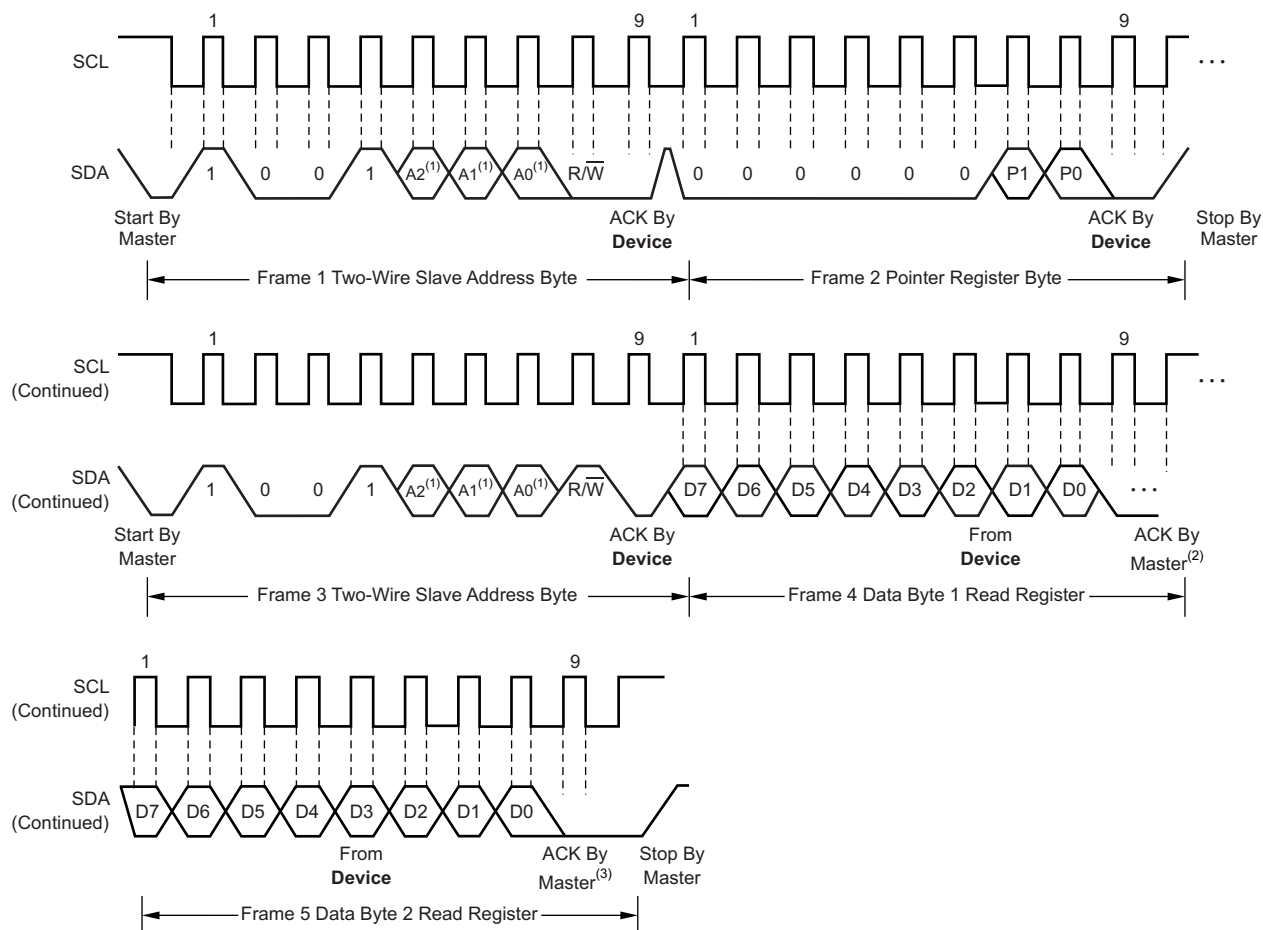 1 9 1 9
SCL ···
SDA 1 0 0 1 A2(1) A1(1) A0(1) R/W̅ 0 0 0 0 0 0 P1 P0
Start By ACK By ACK By Stop By
Master Device Device Master
Frame 1 Two-Wire Slave Address Byte Frame 2 Pointer Register Byte
1 9 1 9
SCL ···
(Continued)
SDA
(Continued) 1 0 0 1 A2(1) A1(1) A0(1) R/W̅ D7 D6 D5 D4 D3 D2 D1 D0 ···
Start By ACK By From ACK By
Master Device Device Master(2)
Frame 3 Two-Wire Slave Address Byte Frame 4 Data Byte 1 Read Register
1 9
SCL
(Continued)
SDA
(Continued) D7 D6 D5 D4 D3 D2 D1 D0
From ACK By Stop By
Device Master(3) Master
Frame 5 Data Byte 2 Read Register